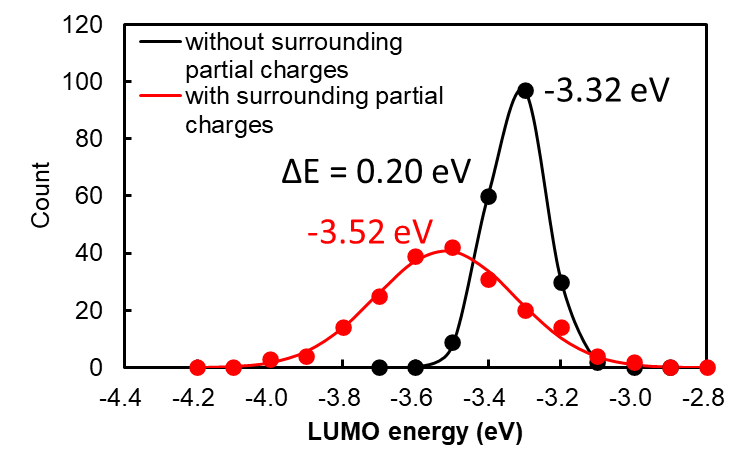 120
100
80
60
40
20
0
Count
without surrounding
partial charges
with surrounding partial
charges
-3.32 eV
ΔE = 0.20 eV
-3.52 eV
-4.4 -4.2 -4.0 -3.8 -3.6 -3.4 -3.2 -3.0 -2.8
LUMO energy (eV)